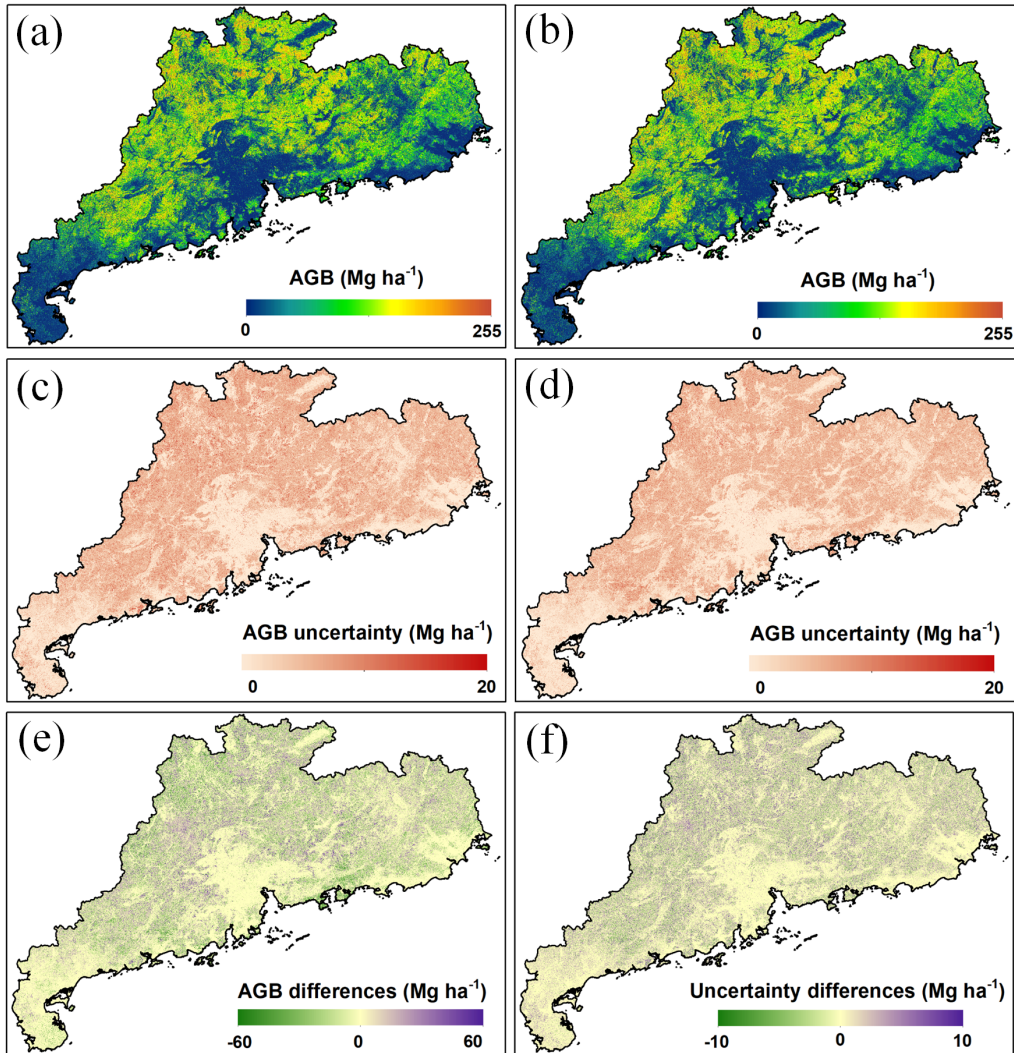 (a)
AGB (Mg ha⁻¹)
0 255
(b)
AGB (Mg ha⁻¹)
0 255
(c)
AGB uncertainty (Mg ha⁻¹)
0 20
(d)
AGB uncertainty (Mg ha⁻¹)
0 20
(e)
AGB differences (Mg ha⁻¹)
-60 0 60
(f)
Uncertainty differences (Mg ha⁻¹)
-10 0 10